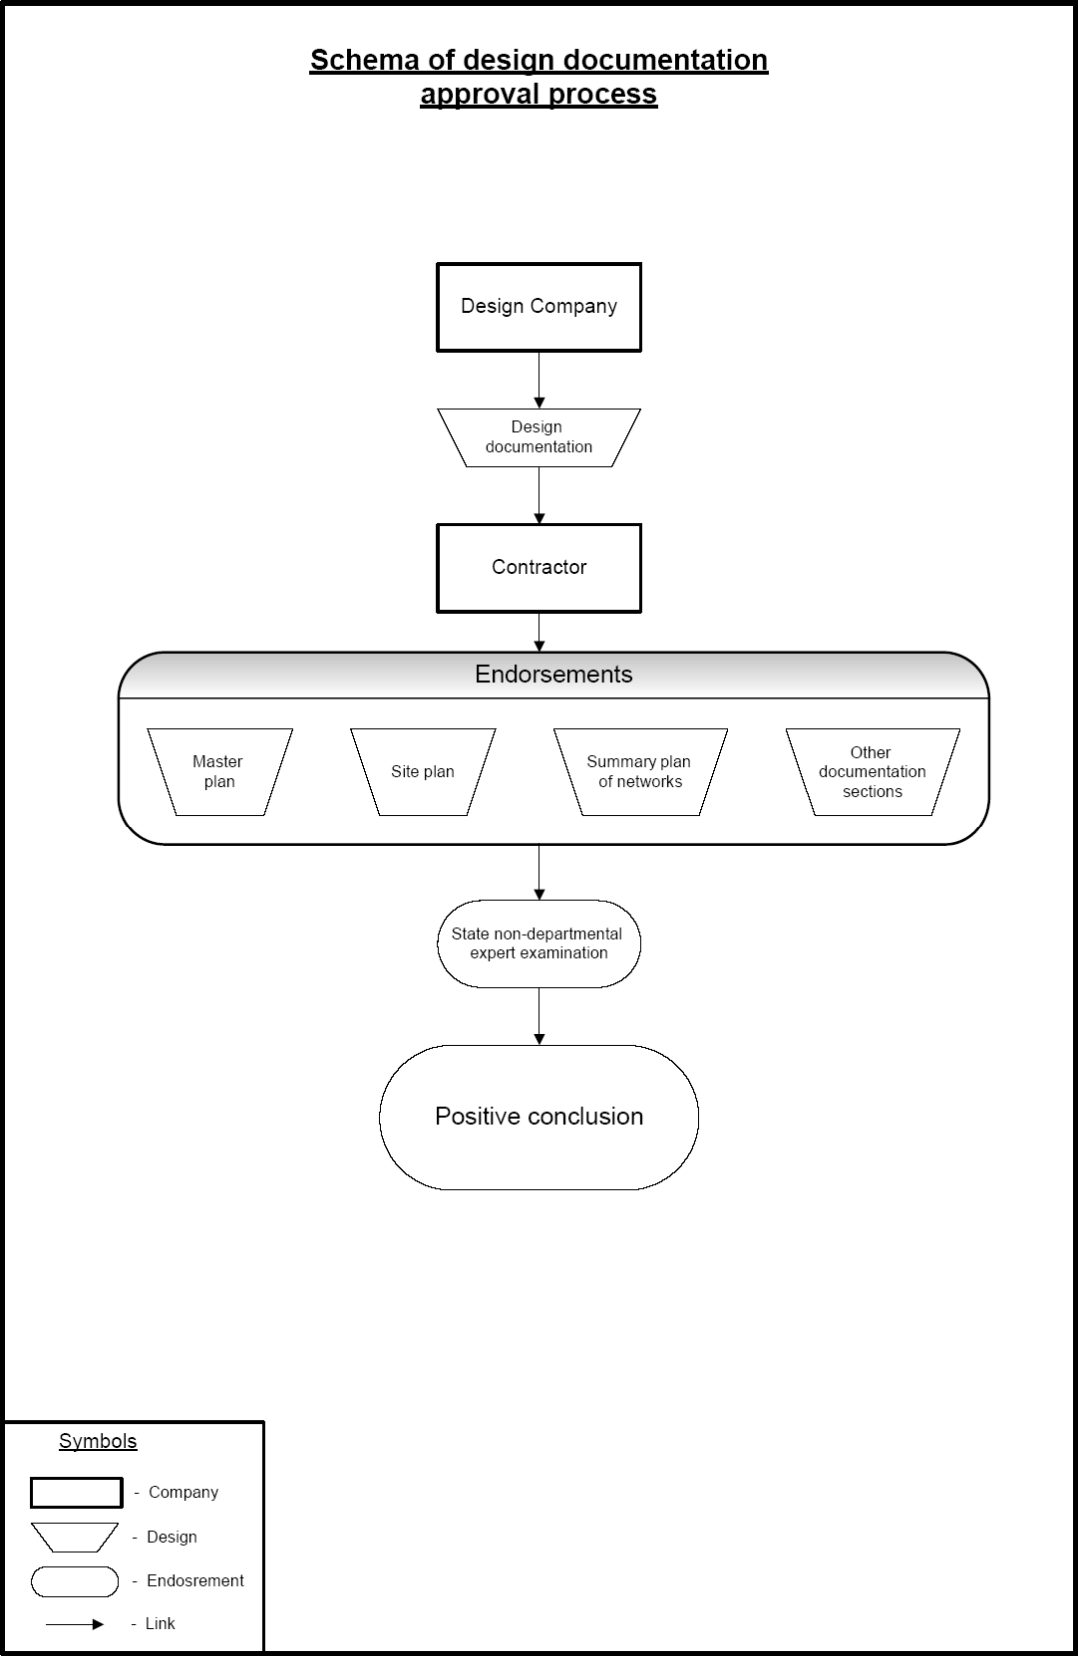 Schema of design documentation
approval process
Design Company
Design
documentation
Contractor
Endorsements
Master
plan
Site plan
Summary plan
of networks
Other
documentation
sections
State non-departmental
expert examination
Positive conclusion
Symbols
- Company
- Design
- Endosrement
- Link